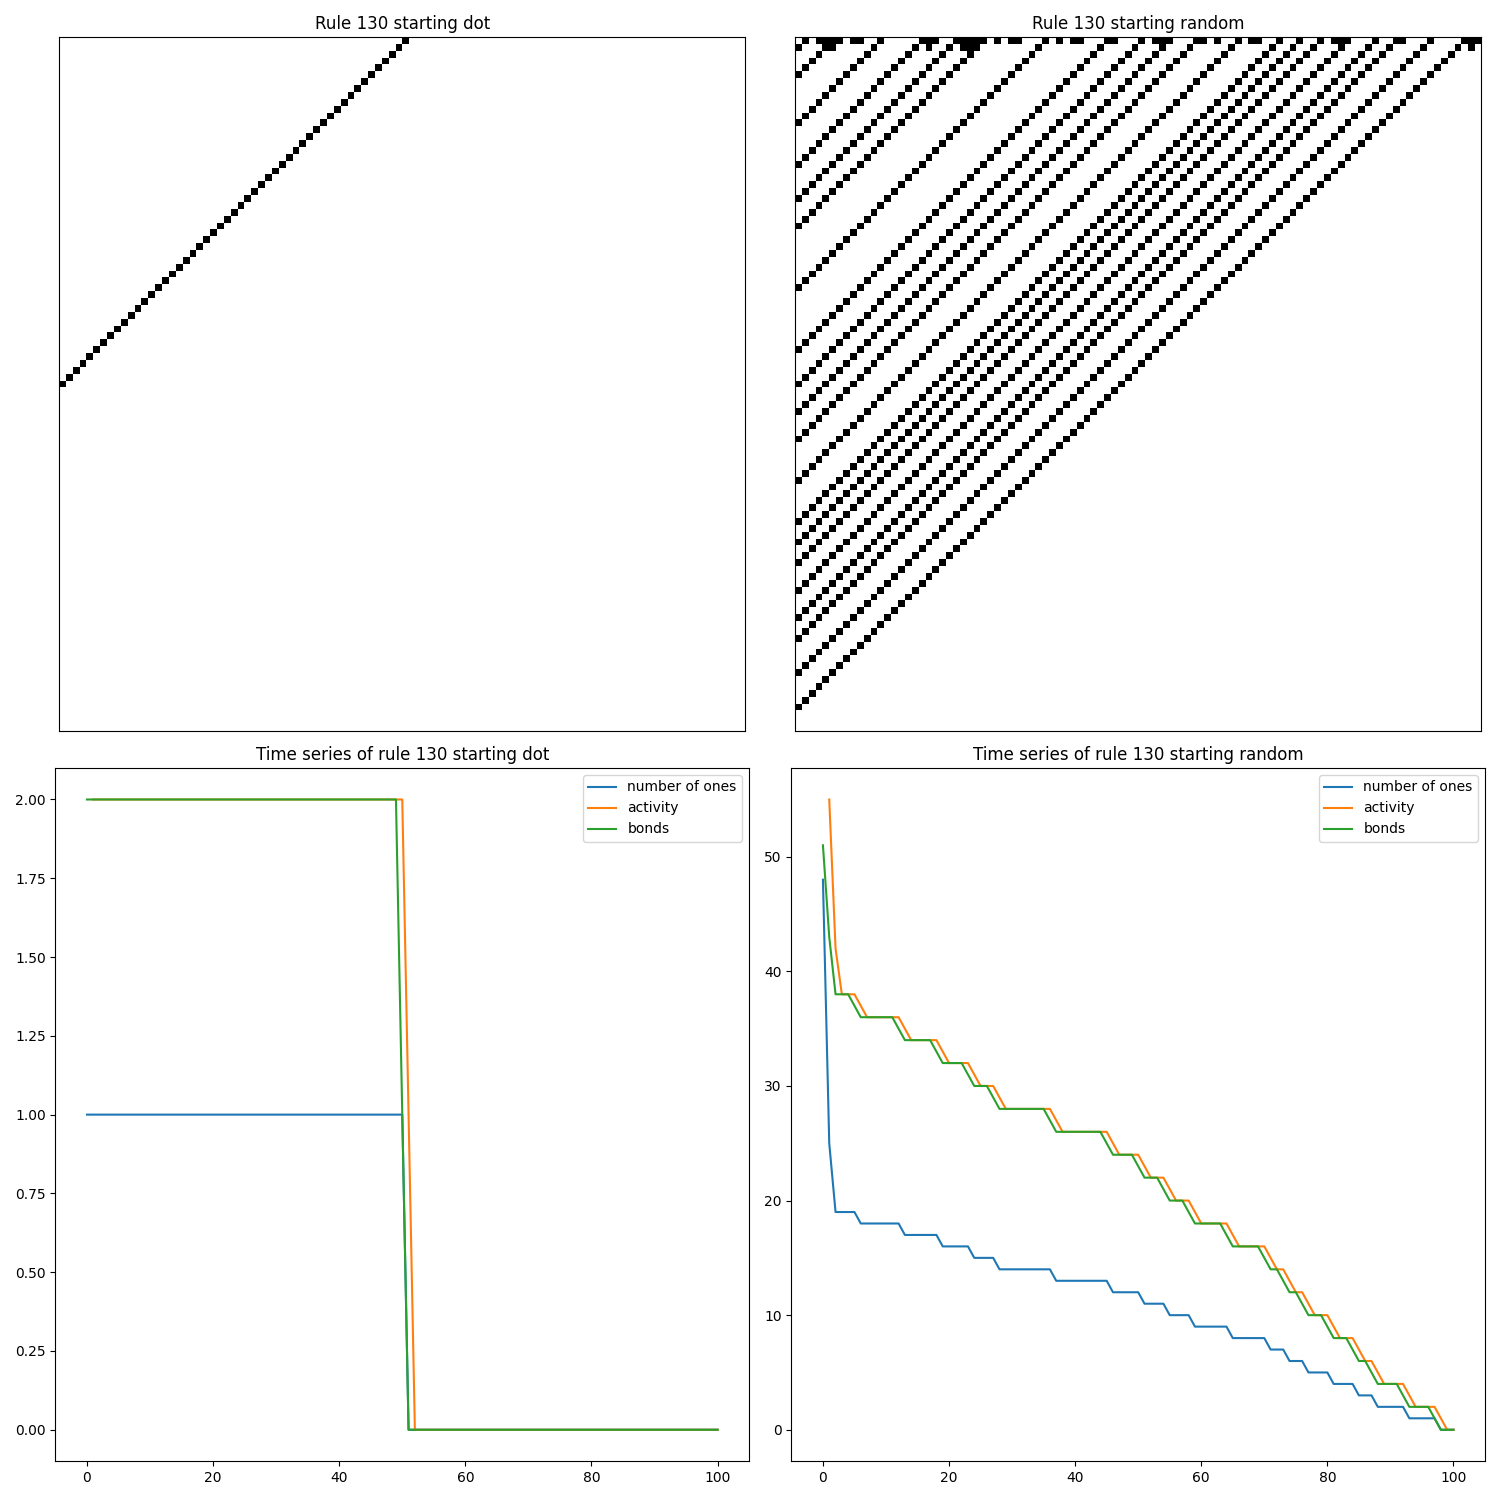 Rule 130 starting dot
Rule 130 starting random
Time series of rule 130 starting dot
number of ones
activity
bonds
2.00
1.75
1.50
1.25
1.00
0.75
0.50
0.25
0.00
0 20 40 60 80 100
Time series of rule 130 starting random
number of ones
activity
bonds
50
40
30
20
10
0
0 20 40 60 80 100